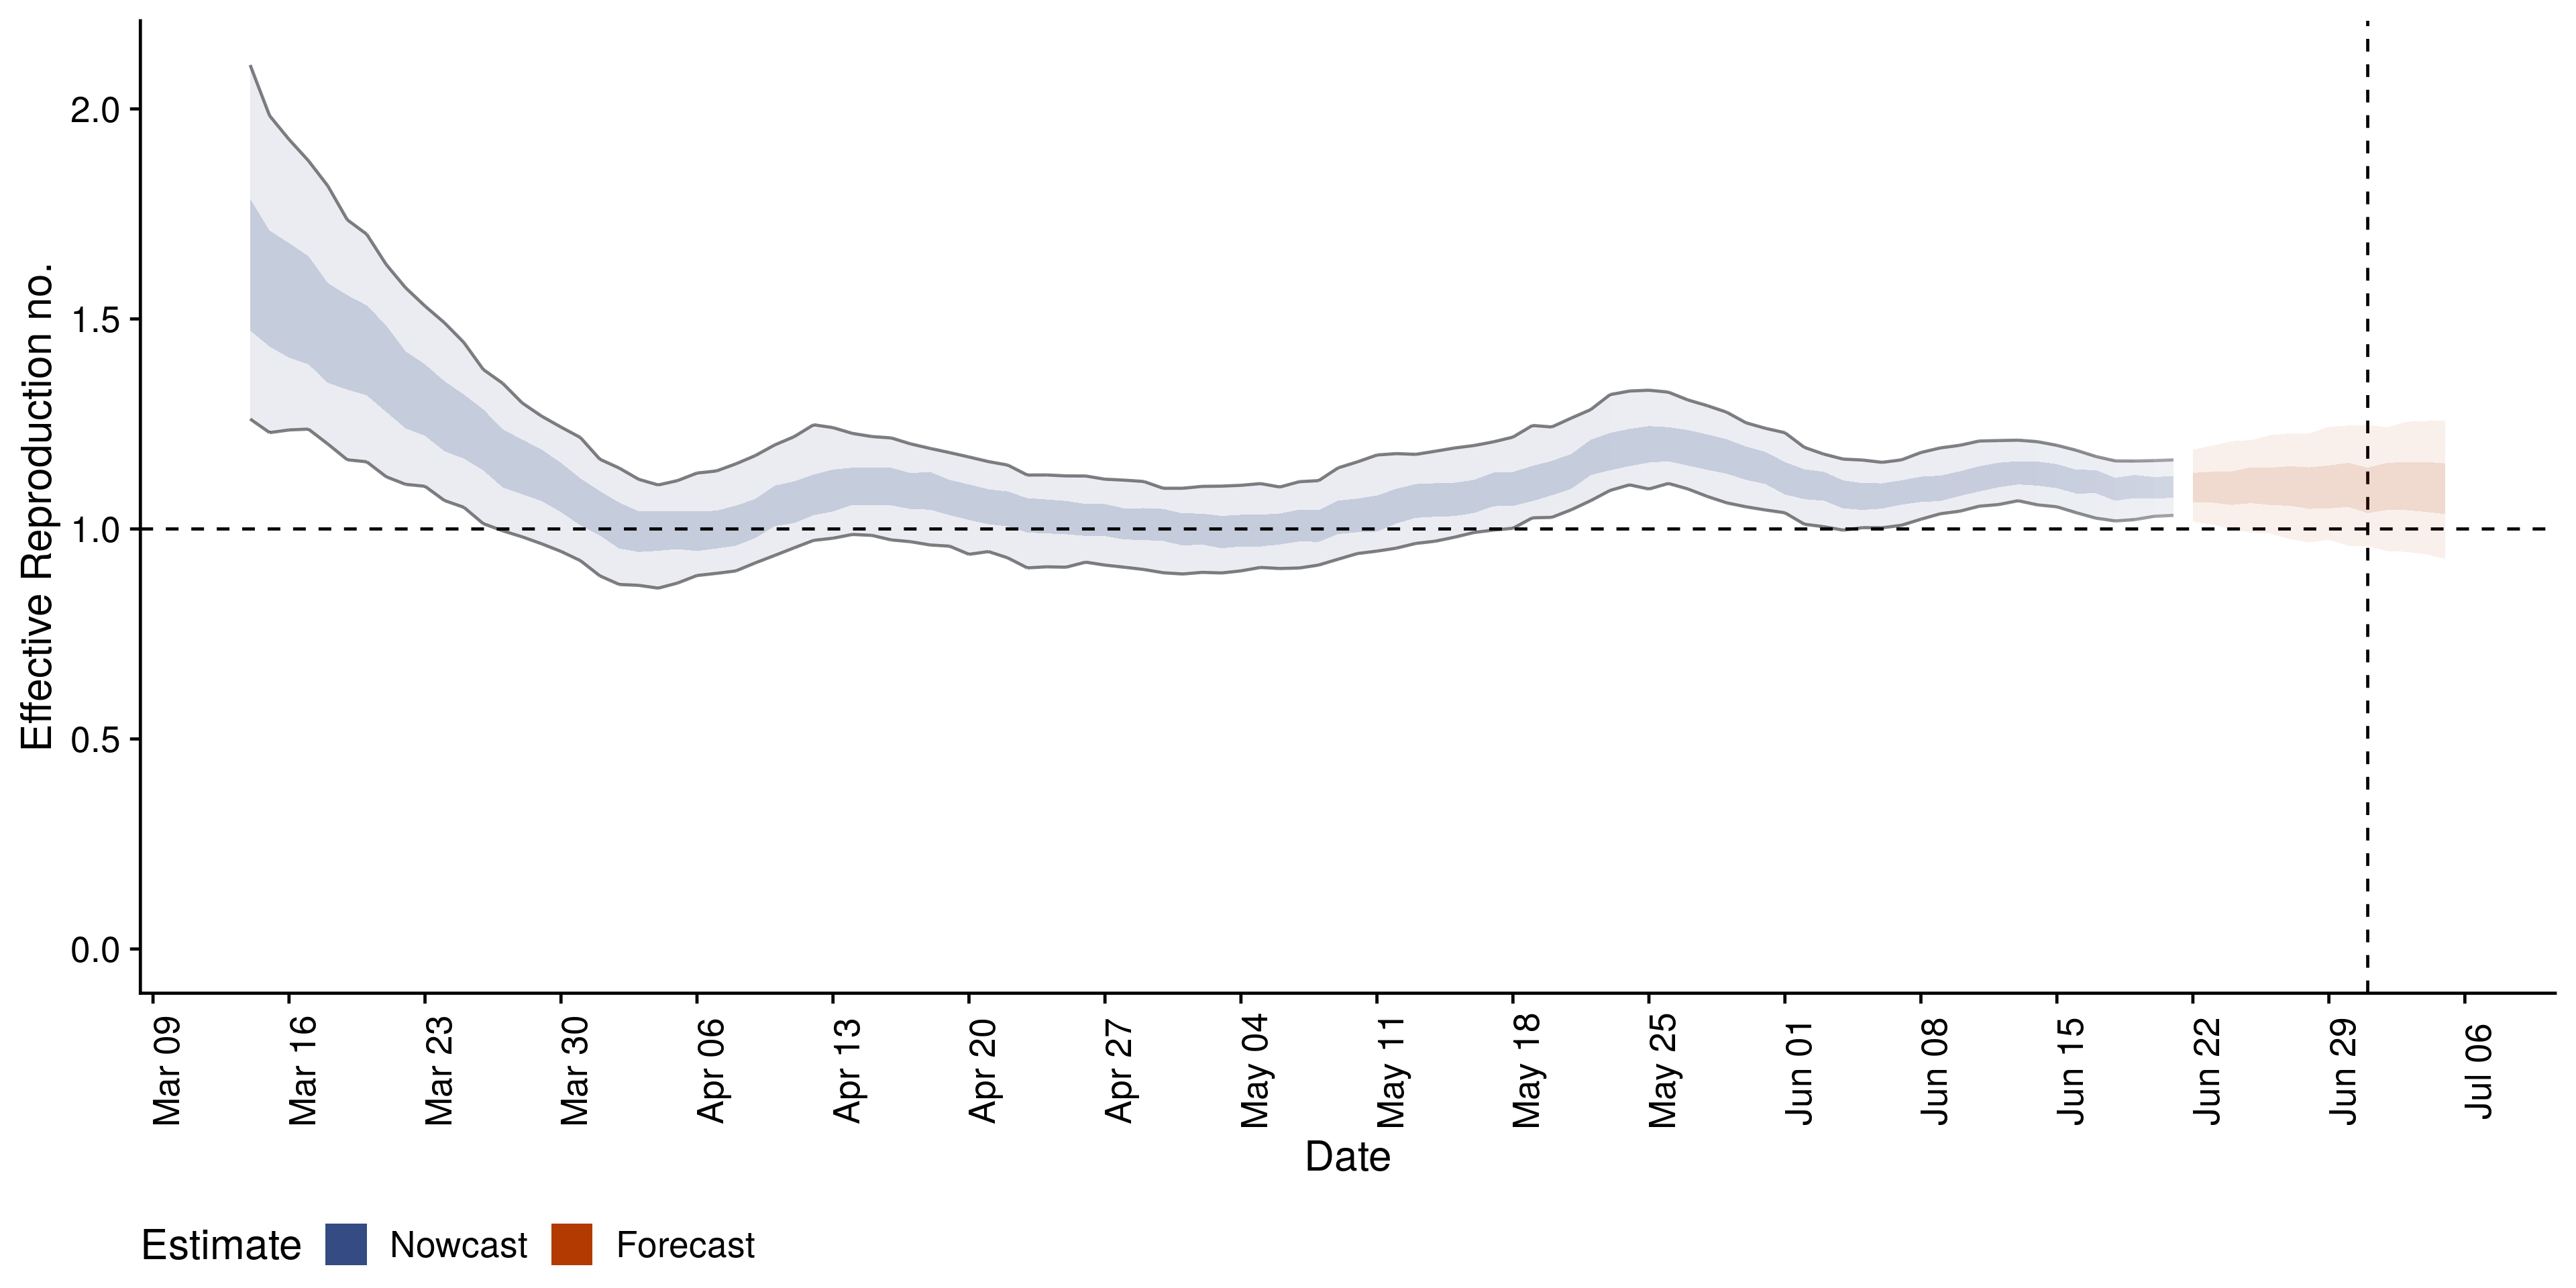 Effective Reproduction no.
2.0
1.5
1.0
0.5
0.0
Mar 09
Mar 16
Mar 23
Mar 30
Apr 06
Apr 13
Apr 20
Apr 27
May 04
May 11
May 18
May 25
Jun 01
Jun 08
Jun 15
Jun 22
Jun 29
Jul 06
Date
Estimate Nowcast Forecast